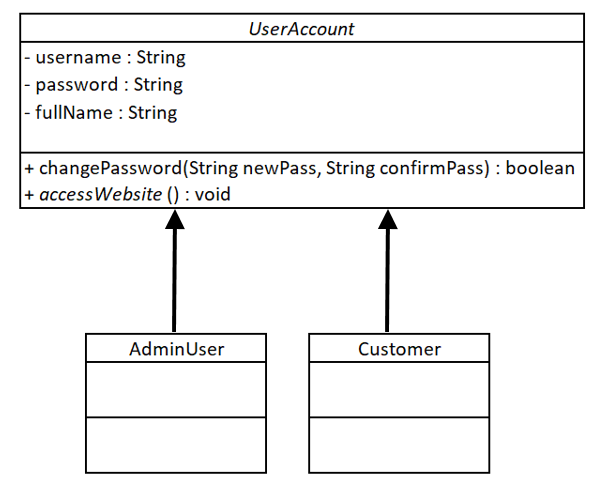 UserAccount
- username : String
- password : String
- fullName : String
+ changePassword(String newPass, String confirmPass) : boolean
+ accessWebsite () : void
AdminUser
Customer